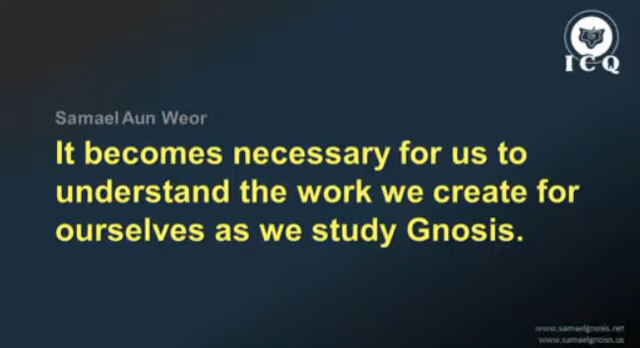 ICQ
Samael Aun Weor
It becomes necessary for us to
understand the work we create for
ourselves as we study Gnosis.
www.samaelgnosis.net
www.samaelgnosis.us